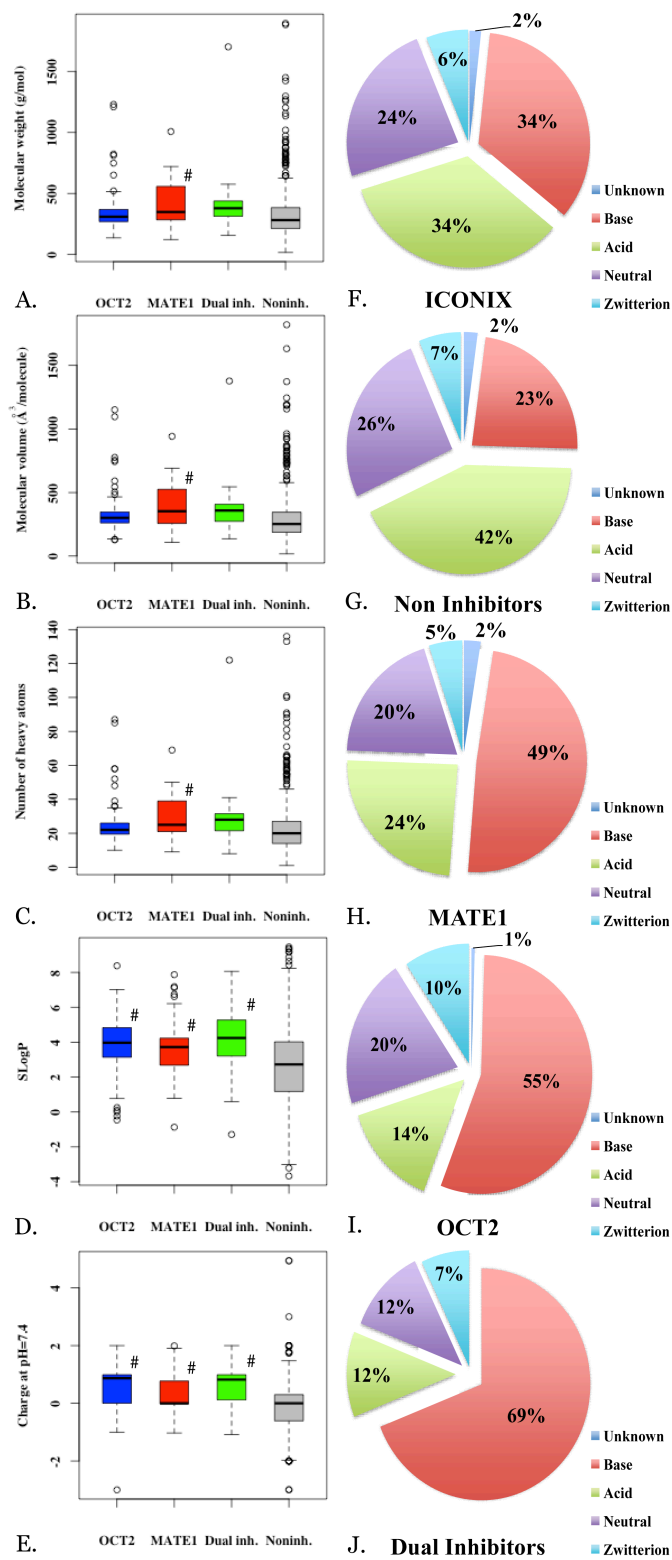 Molecular weight (g/mol)
1500
1000
500
0
#
A.
OCT2 MATE1 Dual inh. Noninh.
2%
6%
34%
24%
34%
Unknown
Base
Acid
Neutral
Zwitterion
F. ICONIX
Molecular volume (Å³/molecule)
1500
1000
500
0
#
B.
OCT2 MATE1 Dual inh. Noninh.
2%
7%
23%
26%
42%
Unknown
Base
Acid
Neutral
Zwitterion
G. Non Inhibitors
Number of heavy atoms
140
120
100
80
60
40
20
0
#
C.
OCT2 MATE1 Dual inh. Noninh.
5% 2%
20%
49%
24%
Unknown
Base
Acid
Neutral
Zwitterion
H. MATE1
SLogP
8
6
4
2
0
-2
-4
# # #
D.
OCT2 MATE1 Dual inh. Noninh.
1%
10%
20%
55%
14%
Unknown
Base
Acid
Neutral
Zwitterion
I. OCT2
Charge at pH=7.4
4
2
0
-2
# # #
E.
OCT2 MATE1 Dual inh. Noninh.
7%
12%
12%
69%
Unknown
Base
Acid
Neutral
Zwitterion
J. Dual Inhibitors